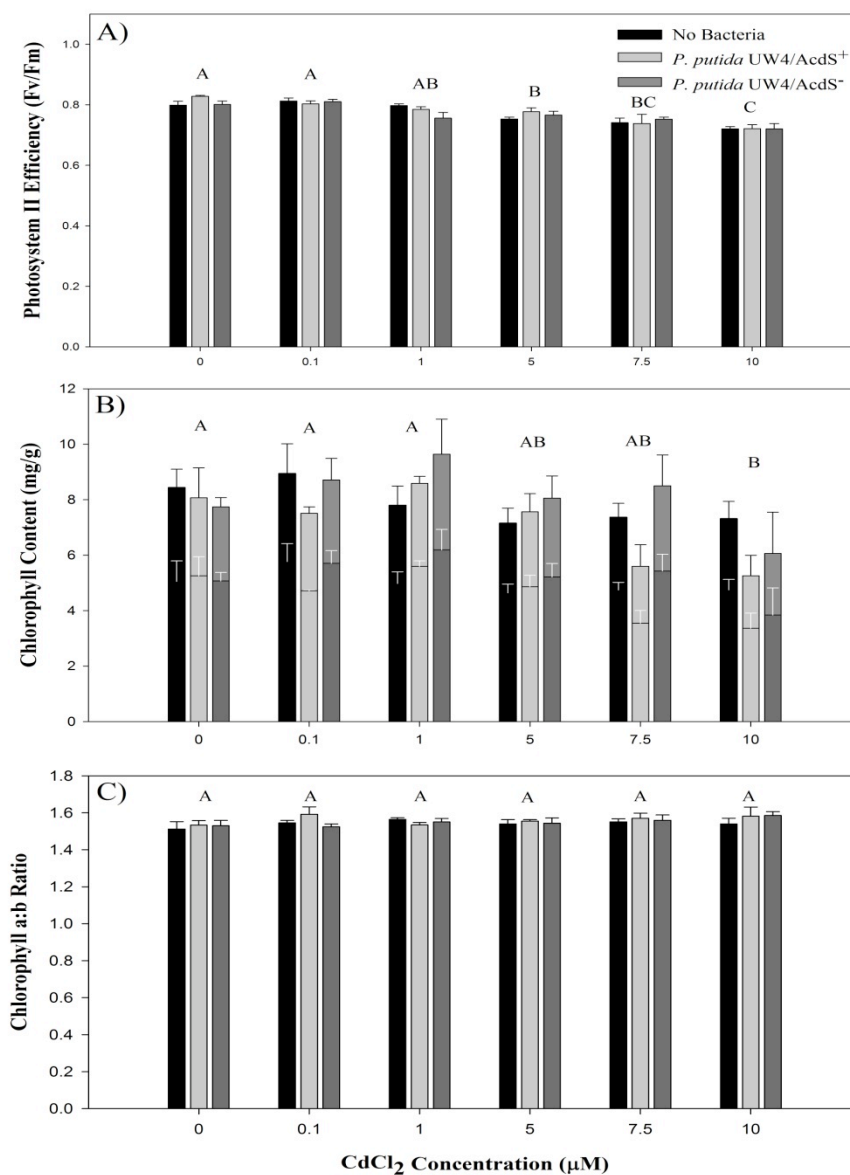 A)
No Bacteria
P. putida UW4/AcdS⁺
P. putida UW4/AcdS⁻
Photosystem II Efficiency (Fv/Fm)
1.0
0.8
0.6
0.4
0.2
0.0
A A AB B BC C
0 0.1 1 5 7.5 10
B)
Chlorophyll Content (mg/g)
12
10
8
6
4
2
0
A A A AB AB B
0 0.1 1 5 7.5 10
C)
Chlorophyll a:b Ratio
1.8
1.6
1.4
1.2
1.0
0.8
0.6
0.4
0.2
0.0
A A A A A A
0 0.1 1 5 7.5 10
CdCl₂ Concentration (µM)